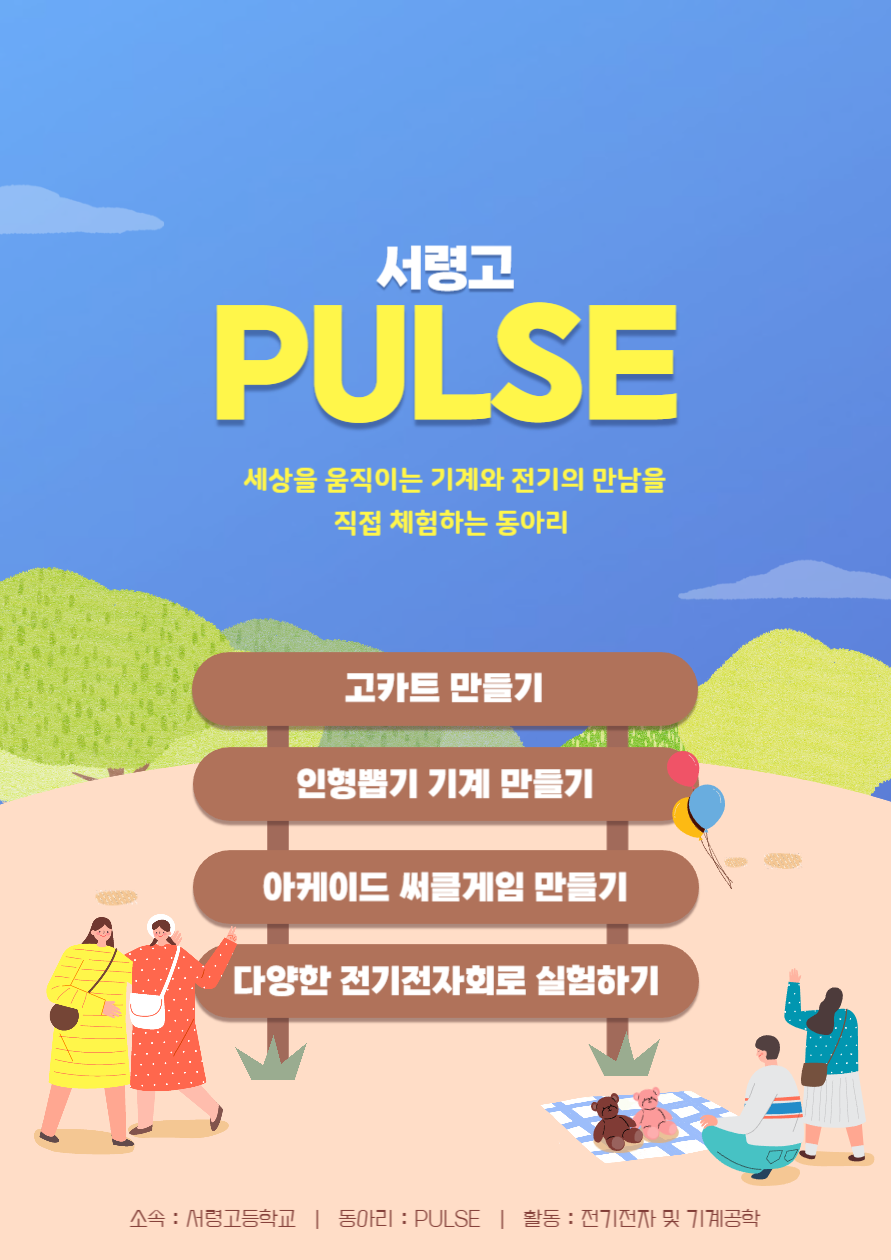 서령고
PULSE
세상을 움직이는 기계와 전기의 만남을
직접 체험하는 동아리
고카트 만들기
인형뽑기 기계 만들기
아케이드 써클게임 만들기
다양한 전기전자회로 실험하기
소속 : 서령고등학교 | 동아리 : PULSE | 활동 : 전기전자 및 기계공학